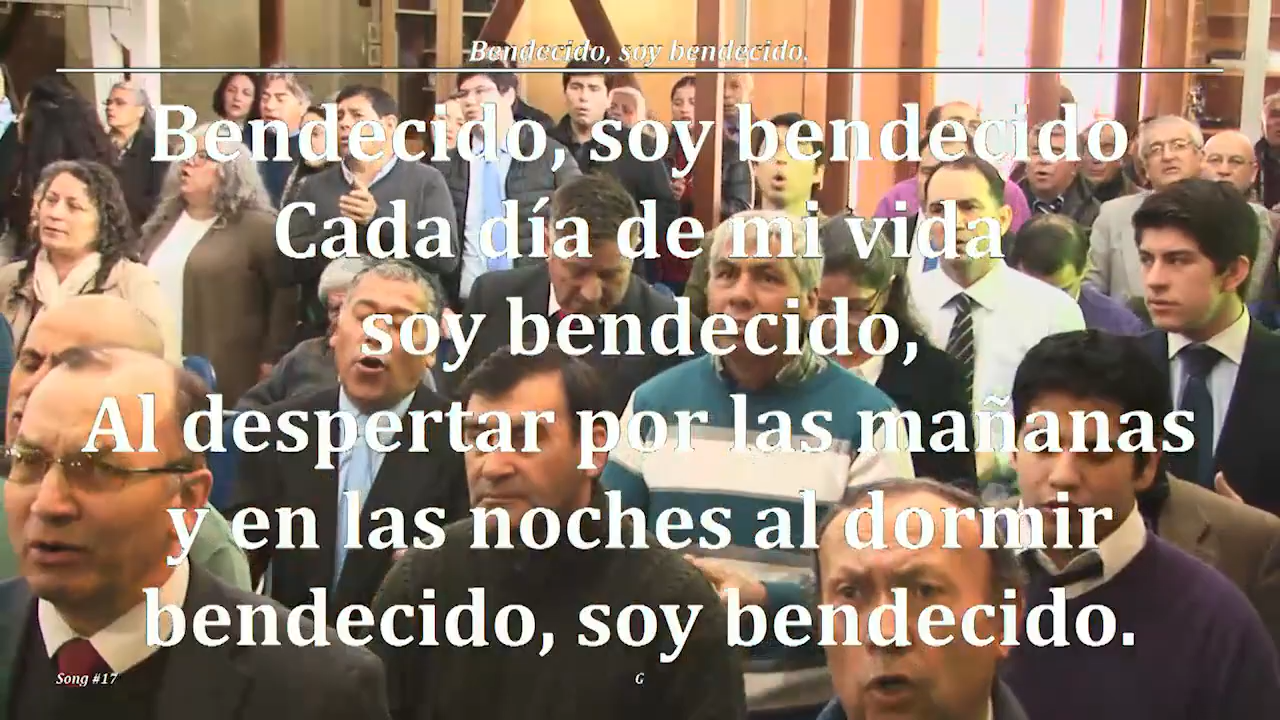 Bendecido, soy bendecido.
Bendecido, soy bendecido
Cada día de mi vida
soy bendecido,
Al despertar por las mañanas
y en las noches al dormir
bendecido, soy bendecido.
Song #17
G